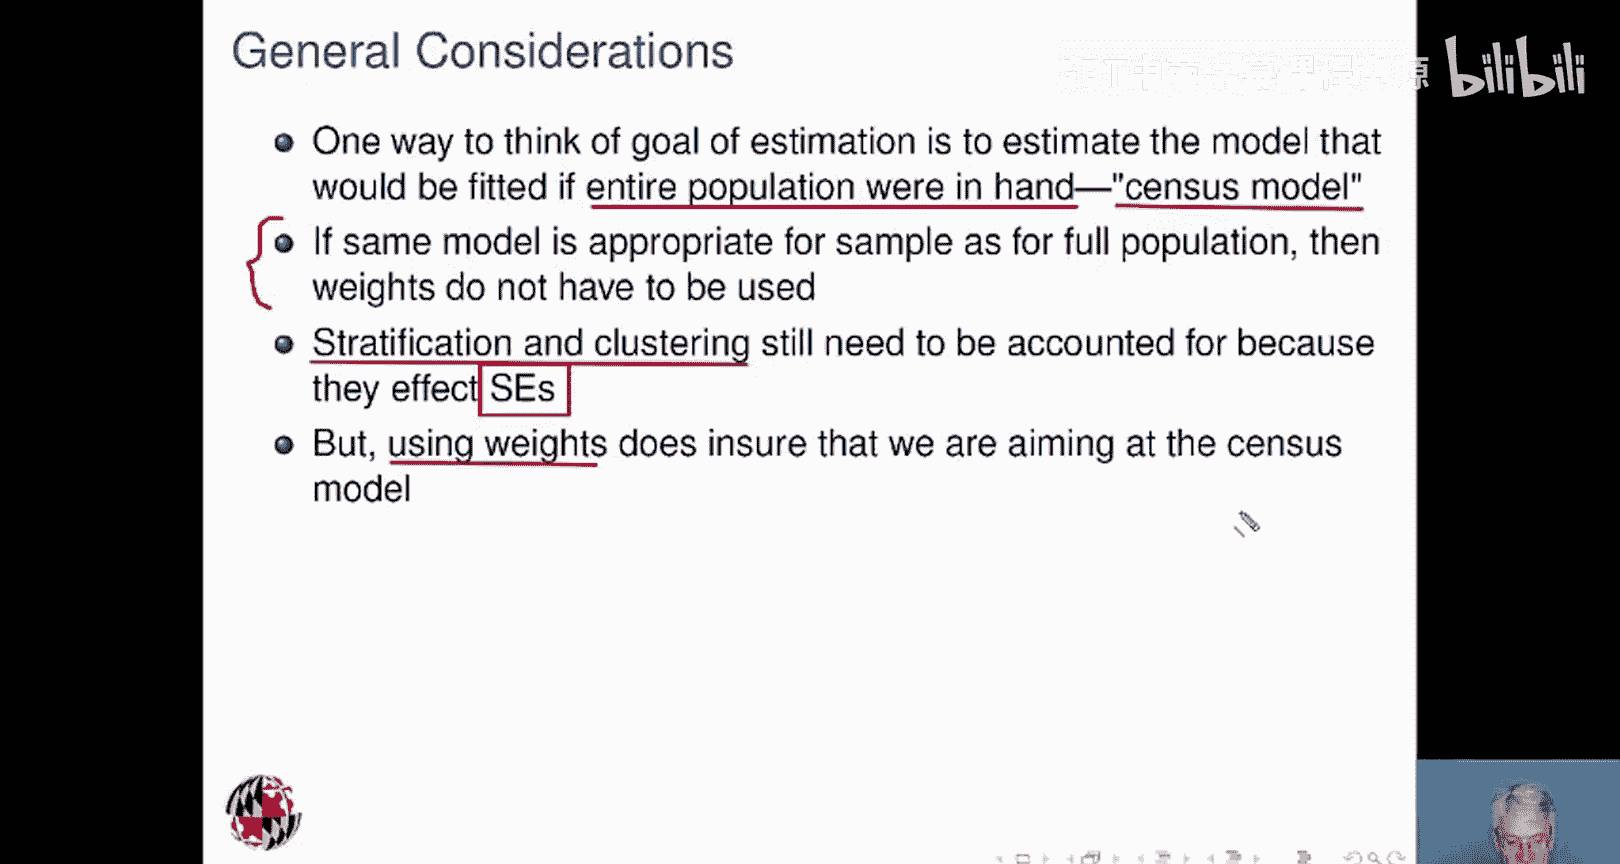 General Considerations
bilibili
One way to think of goal of estimation is to estimate the model that
would be fitted if entire population were in hand—"census model"
If same model is appropriate for sample as for full population, then
weights do not have to be used
Stratification and clustering still need to be accounted for because
they effect SEs
But, using weights does insure that we are aiming at the census
model